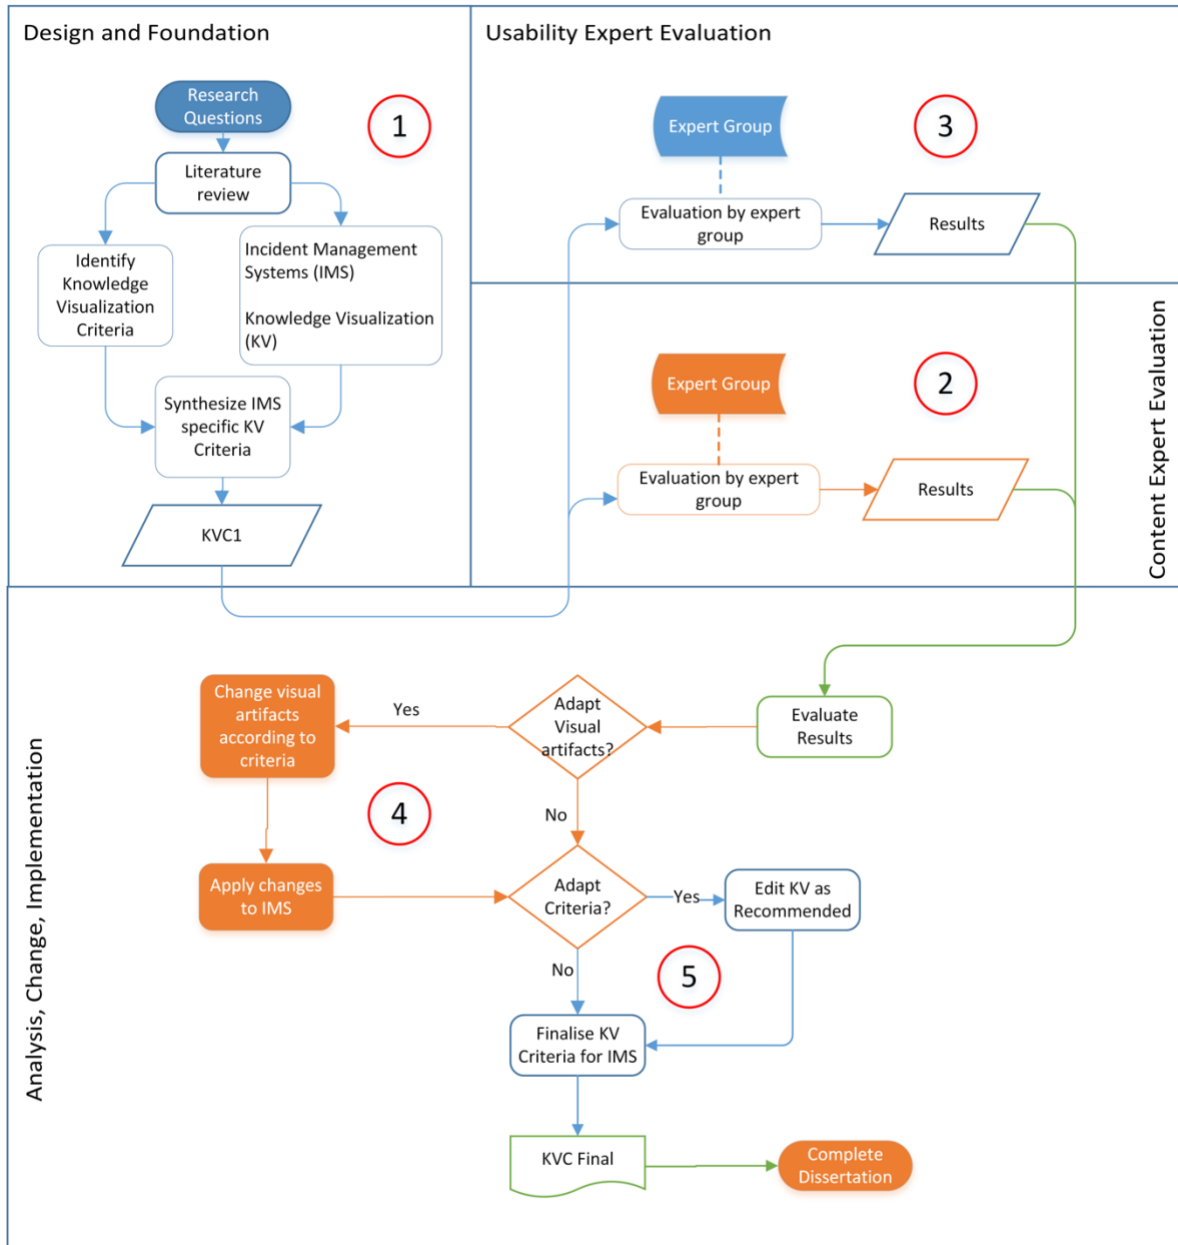 Design and Foundation
Research
Questions
1
Literature
review
Identify
Knowledge
Visualization
Criteria
Incident Management
Systems (IMS)
Knowledge Visualization
(KV)
Synthesize IMS
specific KV
Criteria
KVC1
Usability Expert Evaluation
Expert Group
3
Evaluation by expert
group
Results
Content Expert Evaluation
Expert Group
2
Evaluation by expert
group
Results
Analysis, Change, Implementation
Change visual
artifacts
according to
criteria
Yes
Adapt
Visual
artifacts?
Evaluate
Results
4
No
Apply changes
to IMS
Adapt
Criteria?
Yes
Edit KV as
Recommended
No
5
Finalise KV
Criteria for IMS
KVC Final
Complete
Dissertation